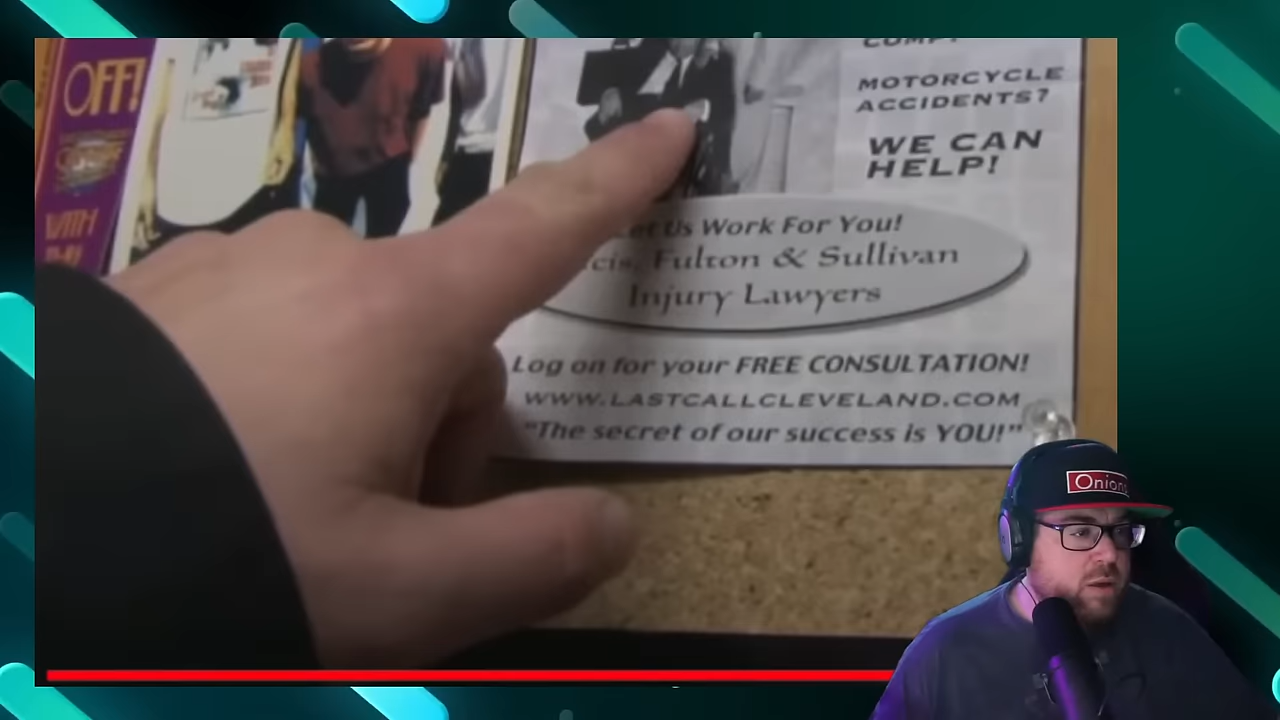 OFF!
WITH
MOTORCYCLE
ACCIDENTS?
WE CAN
HELP!
Us Work For You!
Fulton & Sullivan
Injury Lawyers
Log on for your FREE CONSULTATION!
WWW.LASTCALLCLEVELAND.COM
"The secret of our success is YOU!"
Onion